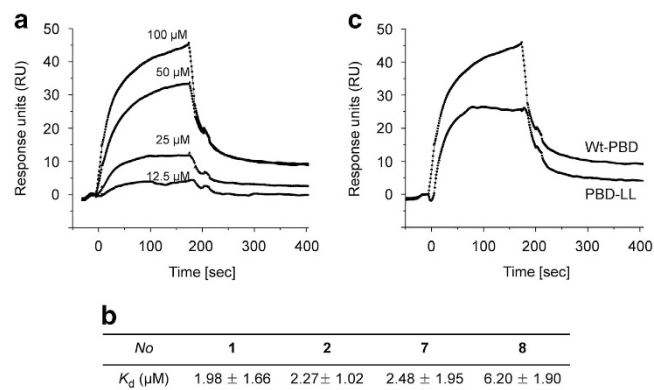 a
50
40
30
20
10
0
Response units (RU)
100 µM
50 µM
25 µM
12.5 µM
0 100 200 300 400
Time [sec]
c
50
40
30
20
10
0
Response units (RU)
Wt-PBD
PBD-LL
0 100 200 300 400
Time [sec]
b
No 1 2 7 8
Kd (µM) 1.98 ± 1.66 2.27± 1.02 2.48 ± 1.95 6.20 ± 1.90